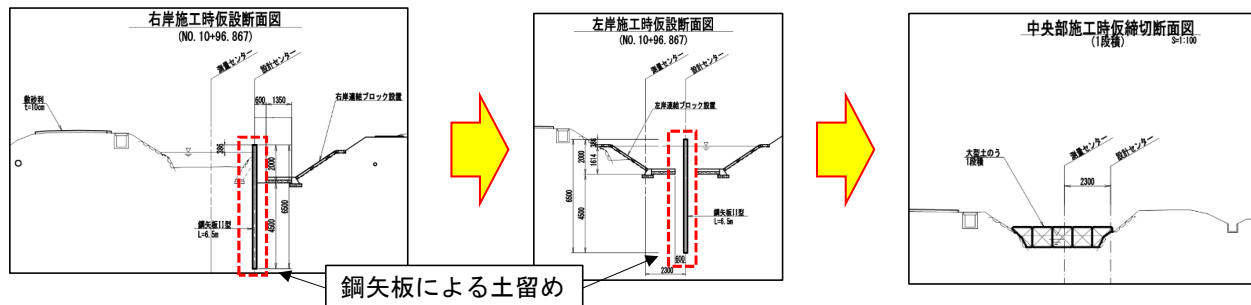 右岸施工時仮設断面図
(NO.10+96.867)
測量センター
設計センター
敷砂利
t=10cm
600
1350
右岸連結ブロック設置
386
2000
6500
4500
鋼矢板II型
L=6.5m
左岸施工時仮設断面図
(NO.10+96.867)
測量センター
設計センター
左岸連結ブロック設置
386
2000
1614
6500
4500
鋼矢板II型
L=6.5m
600
2300
中央部施工時仮締切断面図
(1段積)
S=1:100
測量センター
設計センター
大型土のう
1段積
2300
鋼矢板による土留め